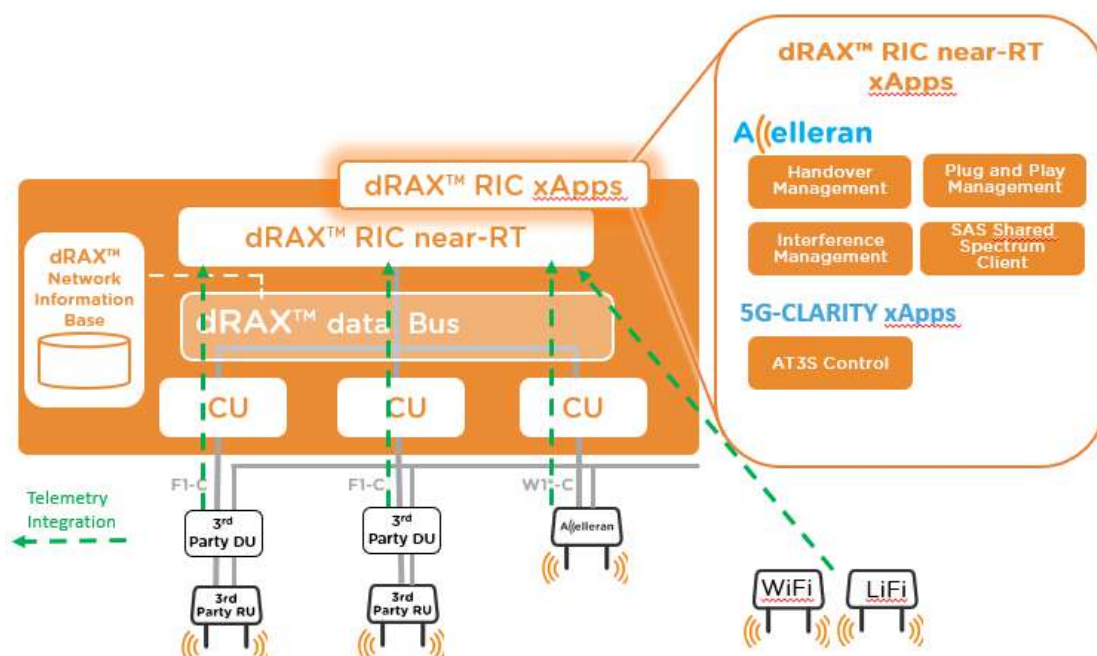 dRAX™ RIC near-RT
xApps
Accelleran
Handover
Management
Plug and Play
Management
Interference
Management
SAS Shared
Spectrum
Client
5G-CLARITY xApps
AT3S Control
dRAX™ RIC xApps
dRAX™ RIC near-RT
dRAX™
Network
Information
Base
dRAX™ data Bus
CU
CU
CU
F1-C
F1-C
W1*-C
Telemetry
Integration
3rd
Party DU
3rd
Party DU
Accelleran
3rd
Party RU
3rd
Party RU
WiFi
LiFi